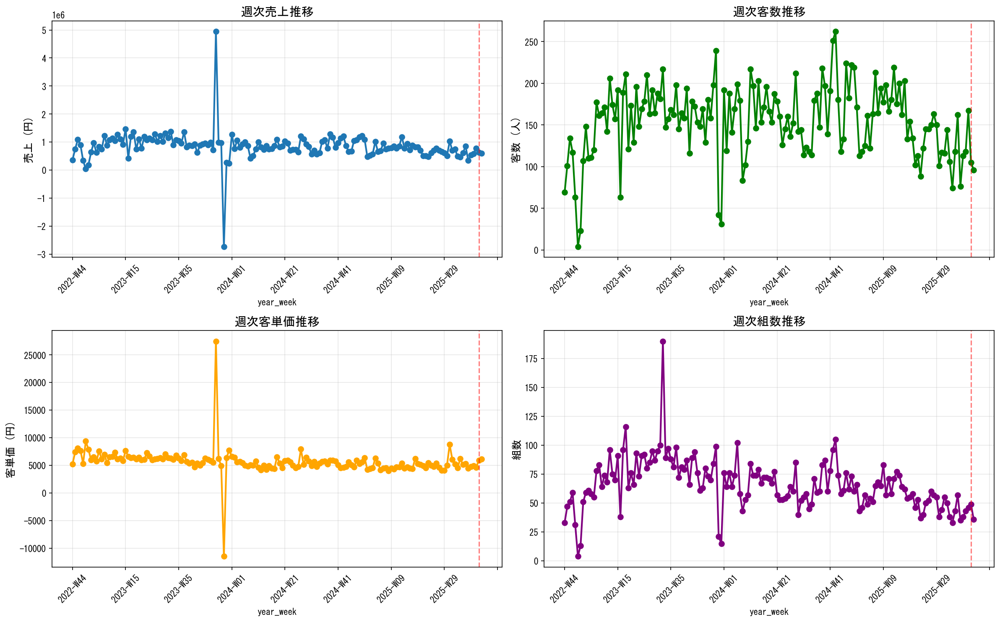 週次売上推移
1e6
売上 (円)
5
4
3
2
1
0
−1
−2
−3
2022-W44
2023-W15
2023-W35
2024-W01
2024-W21
2024-W41
2025-W09
2025-W29
year_week
週次客数推移
客数 (人)
250
200
150
100
50
0
2022-W44
2023-W15
2023-W35
2024-W01
2024-W21
2024-W41
2025-W09
2025-W29
year_week
週次客単価推移
客単価 (円)
25000
20000
15000
10000
5000
0
−5000
−10000
2022-W44
2023-W15
2023-W35
2024-W01
2024-W21
2024-W41
2025-W09
2025-W29
year_week
週次組数推移
組数
175
150
125
100
75
50
25
0
2022-W44
2023-W15
2023-W35
2024-W01
2024-W21
2024-W41
2025-W09
2025-W29
year_week